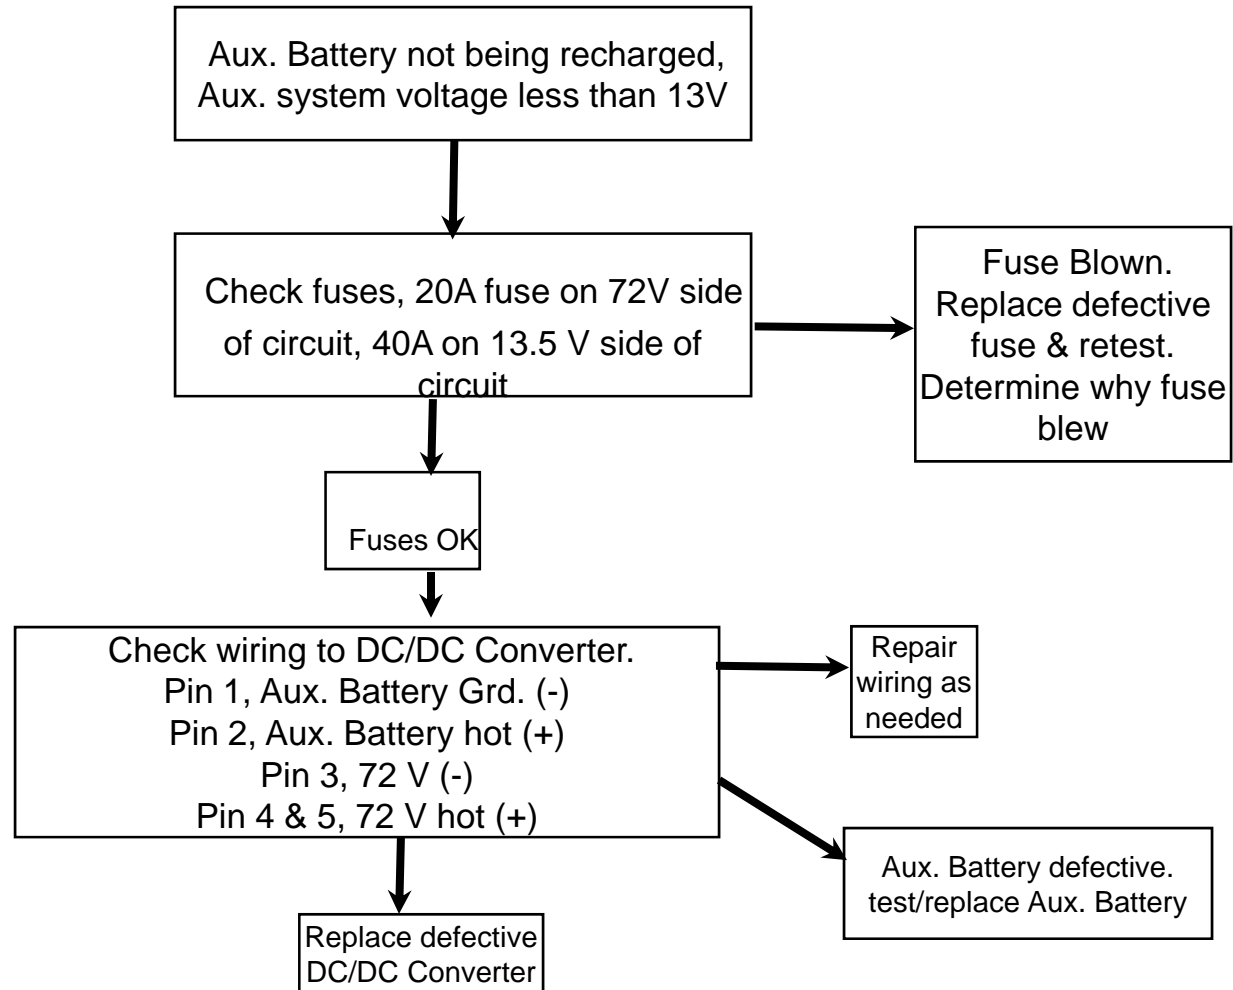 Aux. Battery not being recharged,
Aux. system voltage less than 13V
Check fuses, 20A fuse on 72V side
of circuit, 40A on 13.5 V side of
circuit
Fuse Blown.
Replace defective
fuse & retest.
Determine why fuse
blew
Fuses OK
Check wiring to DC/DC Converter.
Pin 1, Aux. Battery Grd. (-)
Pin 2, Aux. Battery hot (+)
Pin 3, 72 V (-)
Pin 4 & 5, 72 V hot (+)
Repair
wiring as
needed
Aux. Battery defective.
test/replace Aux. Battery
Replace defective
DC/DC Converter